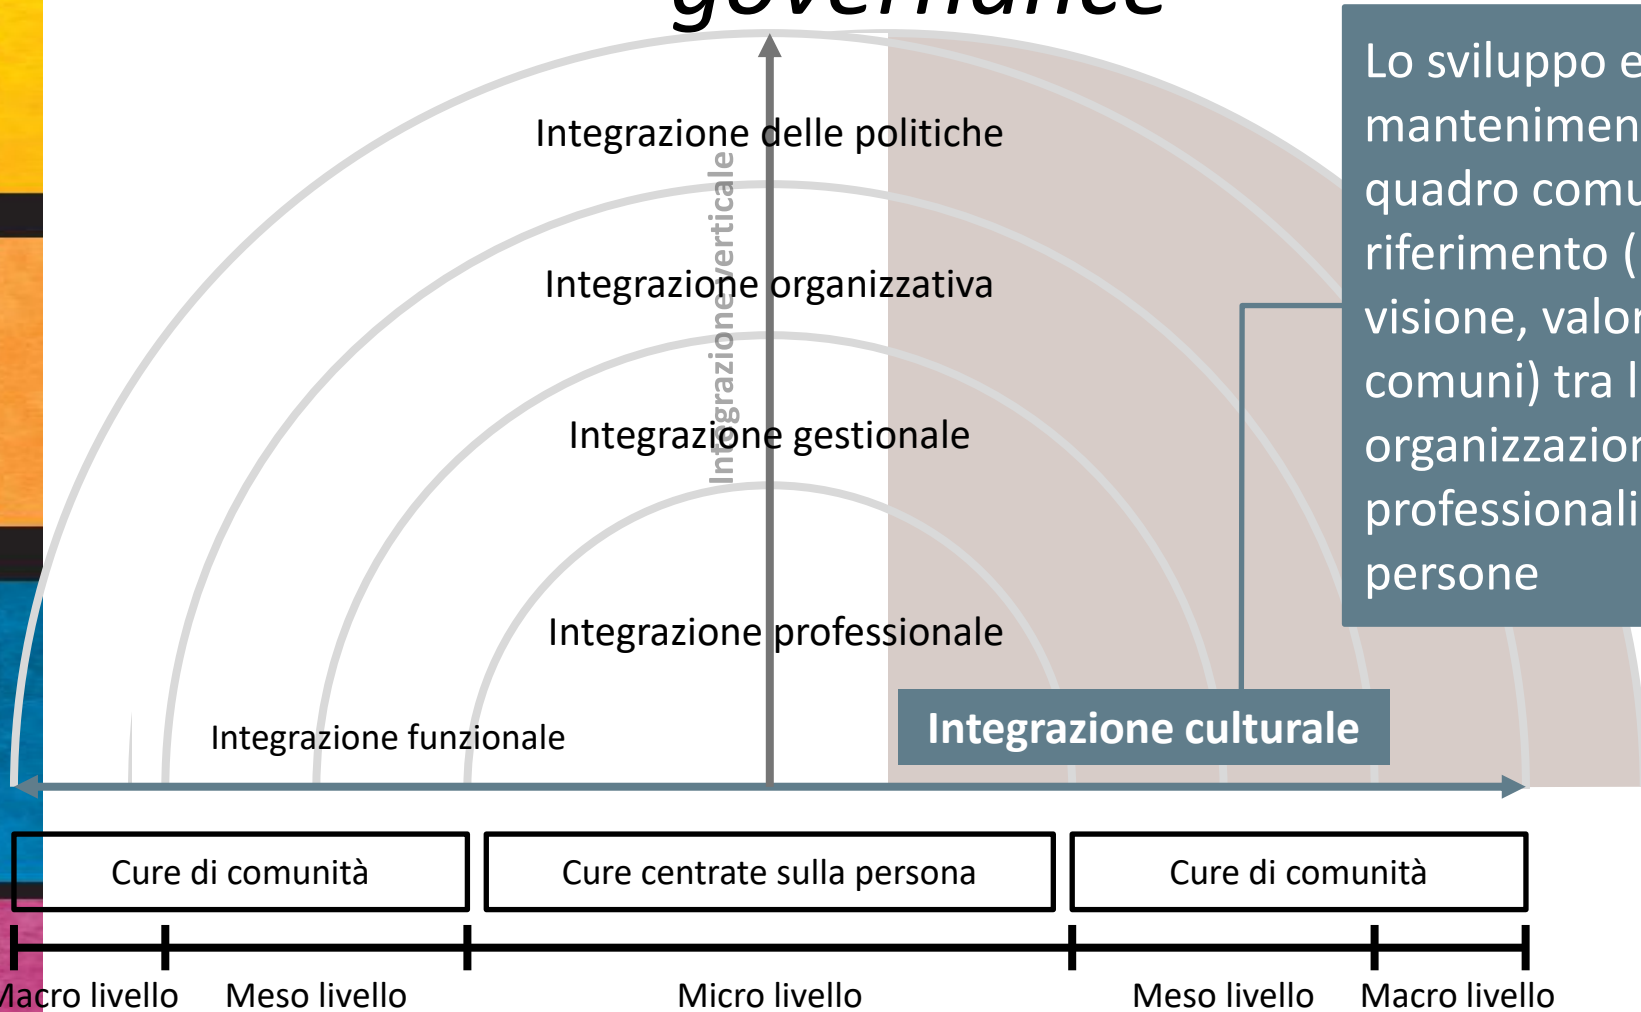 governance
Integrazione delle politiche
Integrazione verticale
Integrazione organizzativa
Integrazione gestionale
Integrazione professionale
Integrazione funzionale
Integrazione culturale
Lo sviluppo e
mantenimen
quadro comu
riferimento (
visione, valor
comuni) tra l
organizzazion
professionali
persone
Cure di comunità
Cure centrate sulla persona
Cure di comunità
Macro livello
Meso livello
Micro livello
Meso livello
Macro livello